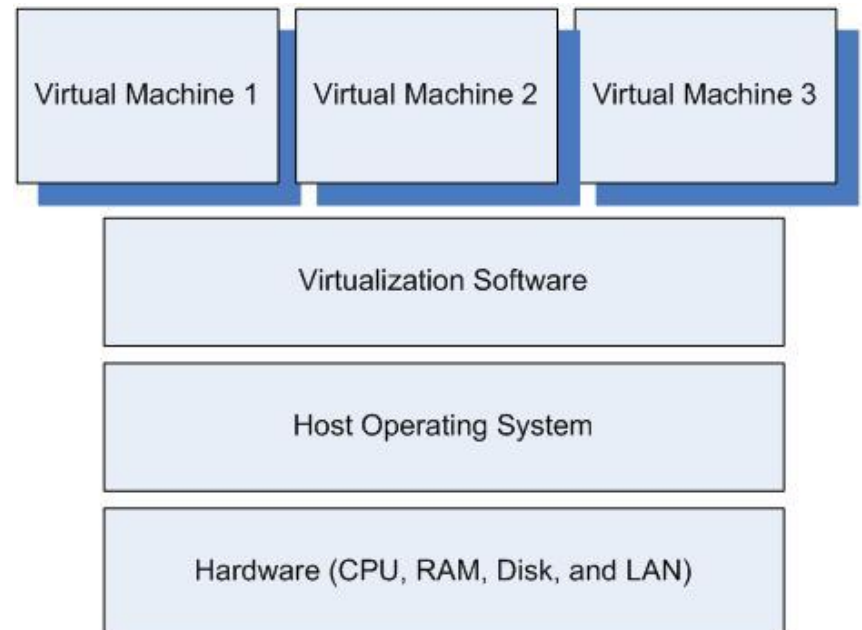 Virtual Machine 1
Virtual Machine 2
Virtual Machine 3
Virtualization Software
Host Operating System
Hardware (CPU, RAM, Disk, and LAN)